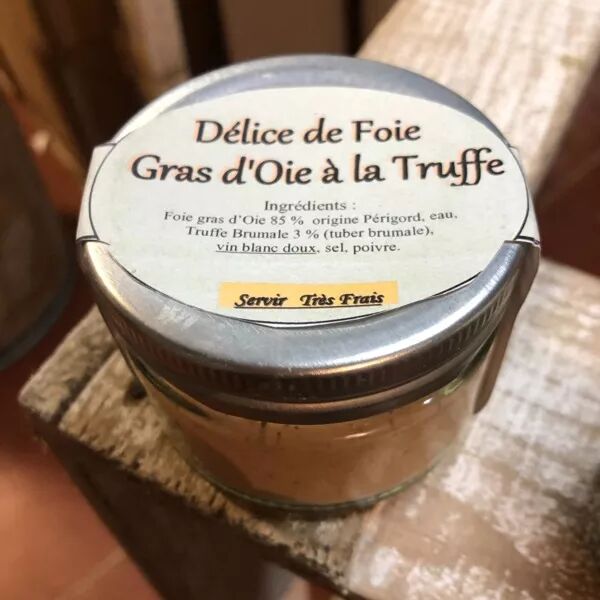 Délice de Foie
Gras d'Oie à la Truffe
Ingrédients :
Foie gras d'Oie 85 % origine Périgord, eau,
Truffe Brumale 3 % (tuber brumale),
vin blanc doux, sel, poivre.
Servir Très Frais